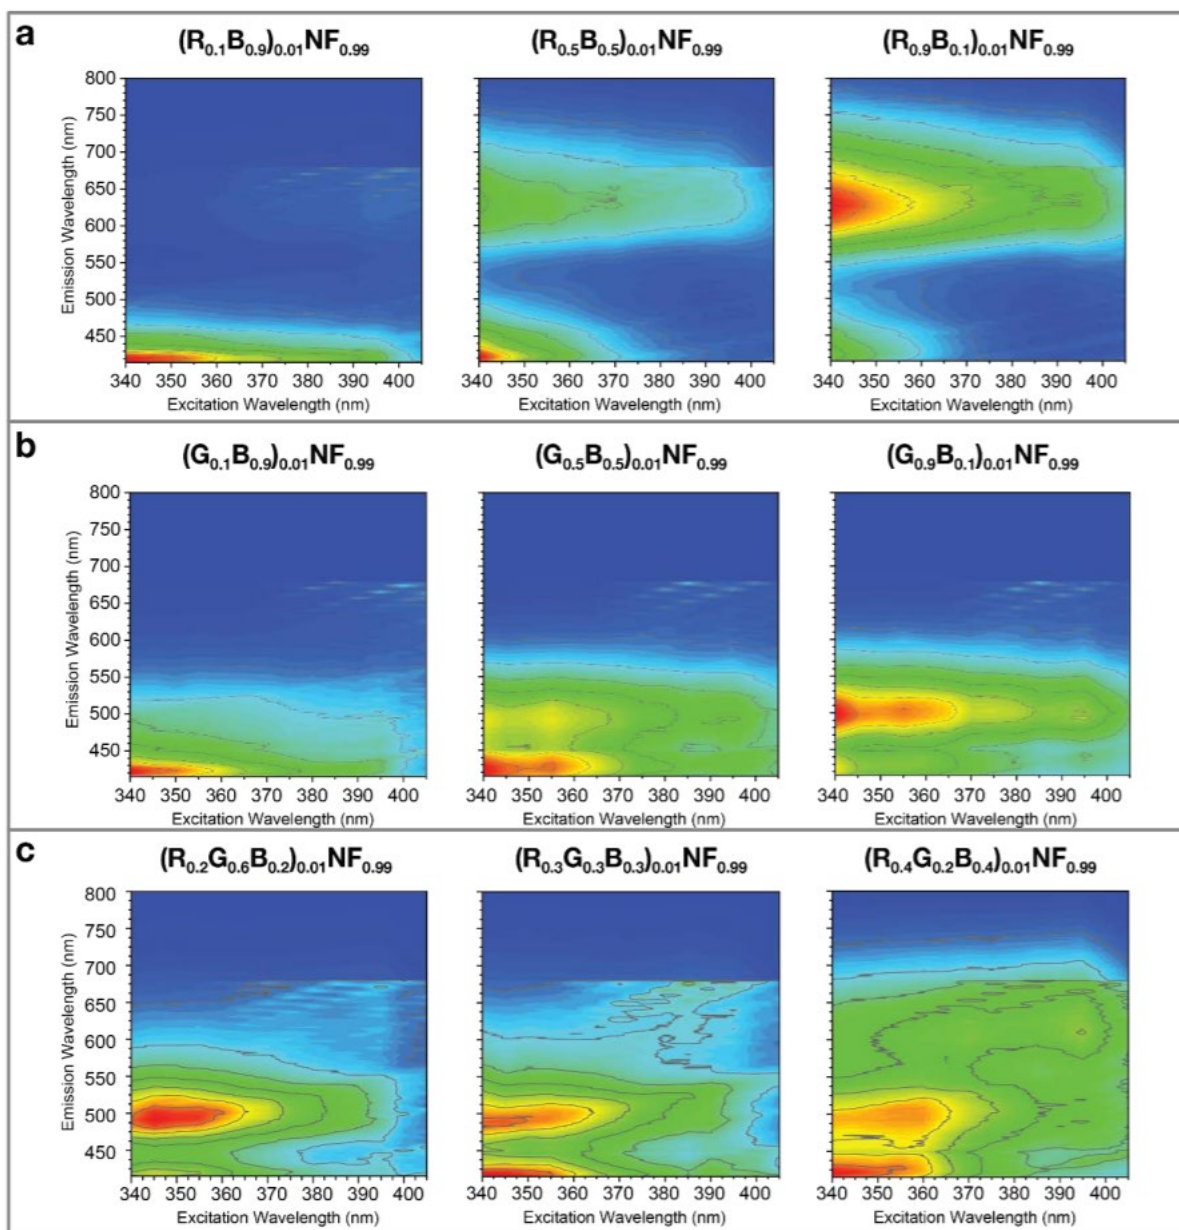 a
(R0.1B0.9)0.01NF0.99 (R0.5B0.5)0.01NF0.99 (R0.9B0.1)0.01NF0.99
Emission Wavelength (nm)
800
750
700
650
600
550
500
450
340 350 360 370 380 390 400 340 350 360 370 380 390 400 340 350 360 370 380 390 400
Excitation Wavelength (nm) Excitation Wavelength (nm) Excitation Wavelength (nm)
b
(G0.1B0.9)0.01NF0.99 (G0.5B0.5)0.01NF0.99 (G0.9B0.1)0.01NF0.99
Emission Wavelength (nm)
800
750
700
650
600
550
500
450
340 350 360 370 380 390 400 340 350 360 370 380 390 400 340 350 360 370 380 390 400
Excitation Wavelength (nm) Excitation Wavelength (nm) Excitation Wavelength (nm)
c
(R0.2G0.6B0.2)0.01NF0.99 (R0.3G0.3B0.3)0.01NF0.99 (R0.4G0.2B0.4)0.01NF0.99
Emission Wavelength (nm)
800
750
700
650
600
550
500
450
340 350 360 370 380 390 400 340 350 360 370 380 390 400 340 350 360 370 380 390 400
Excitation Wavelength (nm) Excitation Wavelength (nm) Excitation Wavelength (nm)